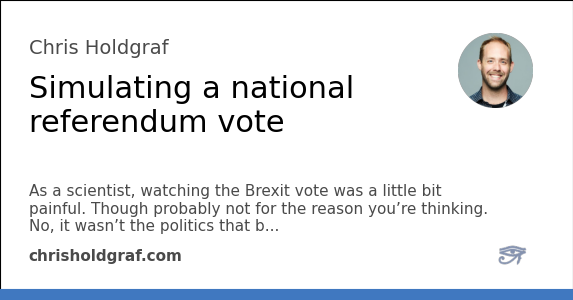 Chris Holdgraf
Simulating a national
referendum vote
As a scientist, watching the Brexit vote was a little bit
painful. Though probably not for the reason you’re thinking.
No, it wasn’t the politics that b...
chrisholdgraf.com